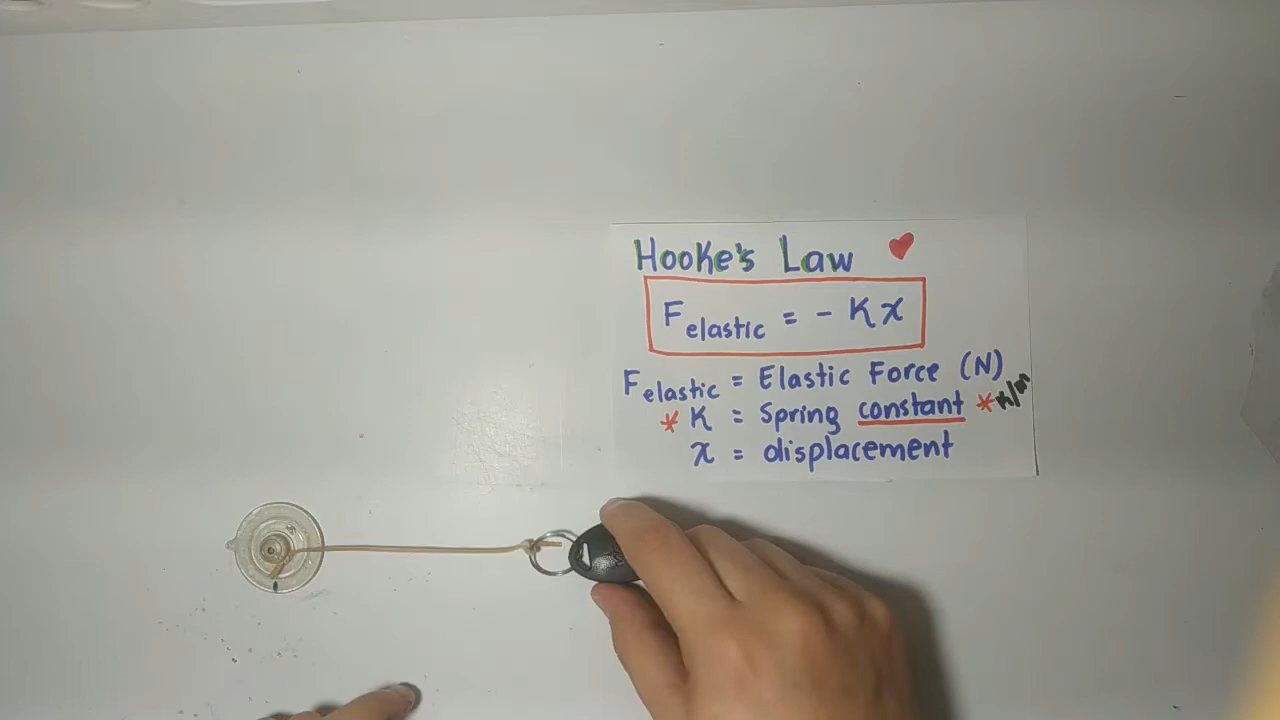 Hooke's Law
Felastic = - Kx
Felastic = Elastic Force (N)
* K = Spring constant * N/m
x = displacement